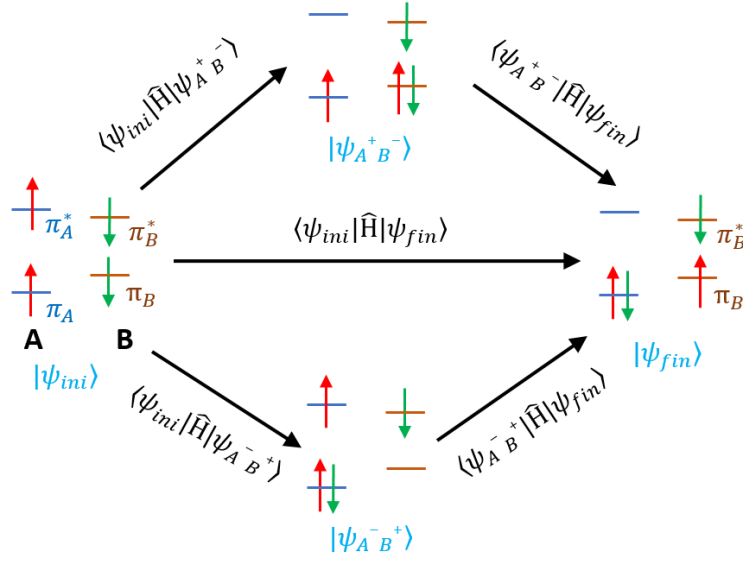 ⟨ψ_ini|Ĥ|ψ_A⁺B⁻⟩
|ψ_A⁺B⁻⟩
⟨ψ_A⁺B⁻|Ĥ|ψ_fin⟩
π_A^*
π_B^*
π_A
π_B
A
B
|ψ_ini⟩
⟨ψ_ini|Ĥ|ψ_fin⟩
π_B^*
π_B
|ψ_fin⟩
⟨ψ_ini|Ĥ|ψ_A⁻B⁺⟩
|ψ_A⁻B⁺⟩
⟨ψ_A⁻B⁺|Ĥ|ψ_fin⟩